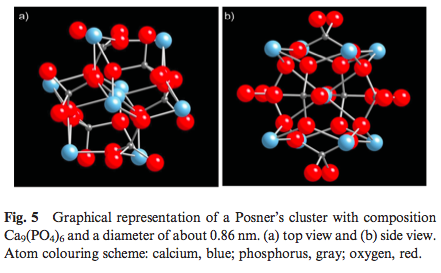 a)
b)
Fig. 5 Graphical representation of a Posner's cluster with composition
Ca₉(PO₄)₆ and a diameter of about 0.86 nm. (a) top view and (b) side view.
Atom colouring scheme: calcium, blue; phosphorus, gray; oxygen, red.